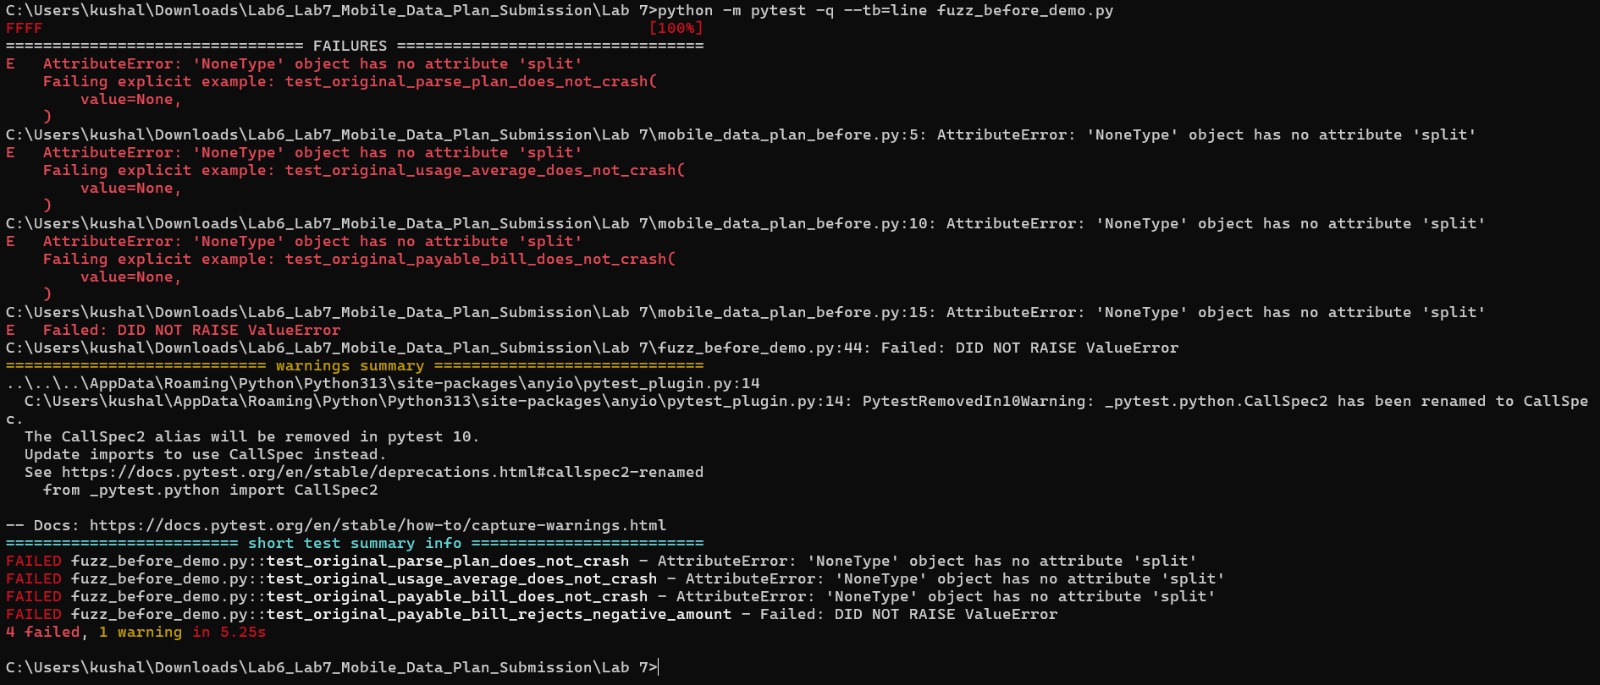 C:\Users\kushal\Downloads\Lab6_Lab7_Mobile_Data_Plan_Submission\Lab 7>python -m pytest -q --tb=line fuzz_before_demo.py
FFFF                                                                 [100%]
================================ FAILURES =================================
E   AttributeError: 'NoneType' object has no attribute 'split'
    Failing explicit example: test_original_parse_plan_does_not_crash(
        value=None,
    )
C:\Users\kushal\Downloads\Lab6_Lab7_Mobile_Data_Plan_Submission\Lab 7\mobile_data_plan_before.py:5: AttributeError: 'NoneType' object has no attribute 'split'
E   AttributeError: 'NoneType' object has no attribute 'split'
    Failing explicit example: test_original_usage_average_does_not_crash(
        value=None,
    )
C:\Users\kushal\Downloads\Lab6_Lab7_Mobile_Data_Plan_Submission\Lab 7\mobile_data_plan_before.py:10: AttributeError: 'NoneType' object has no attribute 'split'
E   AttributeError: 'NoneType' object has no attribute 'split'
    Failing explicit example: test_original_payable_bill_does_not_crash(
        value=None,
    )
C:\Users\kushal\Downloads\Lab6_Lab7_Mobile_Data_Plan_Submission\Lab 7\mobile_data_plan_before.py:15: AttributeError: 'NoneType' object has no attribute 'split'
E   Failed: DID NOT RAISE ValueError
C:\Users\kushal\Downloads\Lab6_Lab7_Mobile_Data_Plan_Submission\Lab 7\fuzz_before_demo.py:44: Failed: DID NOT RAISE ValueError
============================ warnings summary =============================
..\..\..\AppData\Roaming\Python\Python313\site-packages\anyio\pytest_plugin.py:14
  C:\Users\kushal\AppData\Roaming\Python\Python313\site-packages\anyio\pytest_plugin.py:14: PytestRemovedIn10Warning: _pytest.python.CallSpec2 has been renamed to CallSpe
c.
  The CallSpec2 alias will be removed in pytest 10.
  Update imports to use CallSpec instead.
  See https://docs.pytest.org/en/stable/deprecations.html#callspec2-renamed
    from _pytest.python import CallSpec2

-- Docs: https://docs.pytest.org/en/stable/how-to/capture-warnings.html
========================= short test summary info =========================
FAILED fuzz_before_demo.py::test_original_parse_plan_does_not_crash - AttributeError: 'NoneType' object has no attribute 'split'
FAILED fuzz_before_demo.py::test_original_usage_average_does_not_crash - AttributeError: 'NoneType' object has no attribute 'split'
FAILED fuzz_before_demo.py::test_original_payable_bill_does_not_crash - AttributeError: 'NoneType' object has no attribute 'split'
FAILED fuzz_before_demo.py::test_original_payable_bill_rejects_negative_amount - Failed: DID NOT RAISE ValueError
4 failed, 1 warning in 5.25s

C:\Users\kushal\Downloads\Lab6_Lab7_Mobile_Data_Plan_Submission\Lab 7>